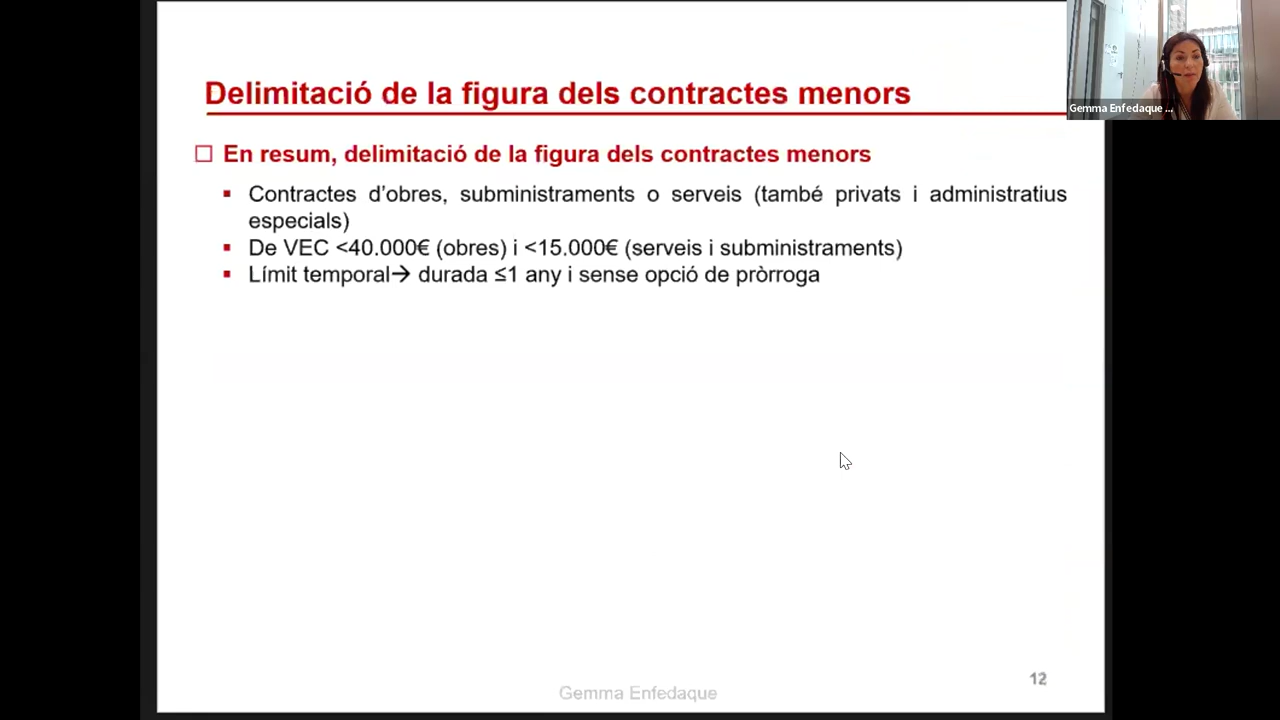 Delimitació de la figura dels contractes menors
Gemma Enfedaque ...
En resum, delimitació de la figura dels contractes menors
Contractes d'obres, subministraments o serveis (també privats i administratius
especials)
De VEC <40.000€ (obres) i <15.000€ (serveis i subministraments)
Límit temporal→ durada ≤1 any i sense opció de pròrroga
12
Gemma Enfedaque